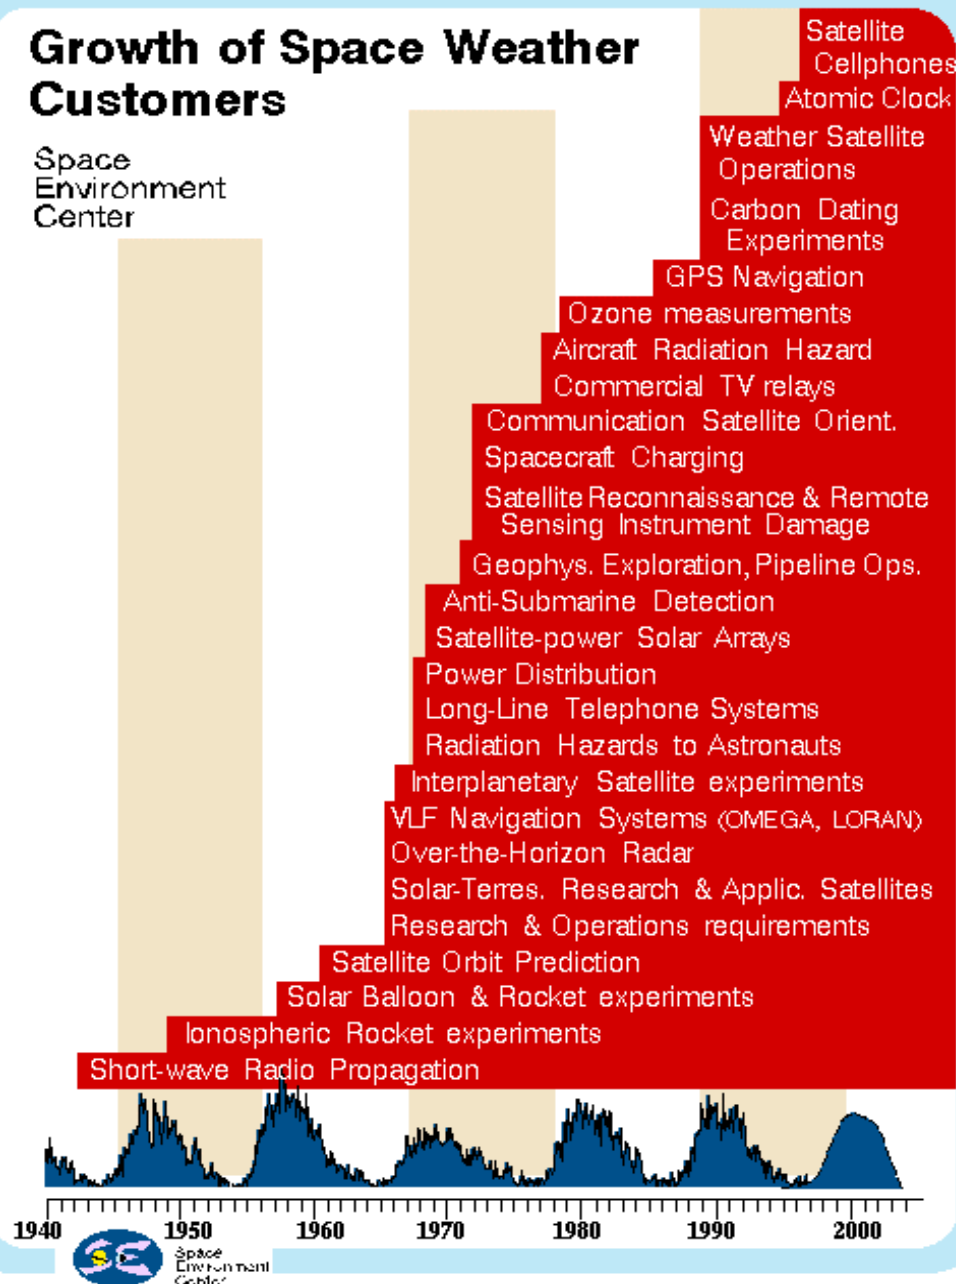 Growth of Space Weather
Customers
Space
Environment
Center
Satellite
Cellphones
Atomic Clock
Weather Satellite
Operations
Carbon Dating
Experiments
GPS Navigation
Ozone measurements
Aircraft Radiation Hazard
Commercial TV relays
Communication Satellite Orient.
Spacecraft Charging
Satellite Reconnaissance & Remote
Sensing Instrument Damage
Geophys. Exploration, Pipeline Ops.
Anti-Submarine Detection
Satellite-power Solar Arrays
Power Distribution
Long-Line Telephone Systems
Radiation Hazards to Astronauts
Interplanetary Satellite experiments
VLF Navigation Systems (OMEGA, LORAN)
Over-the-Horizon Radar
Solar-Terres. Research & Applic. Satellites
Research & Operations requirements
Satellite Orbit Prediction
Solar Balloon & Rocket experiments
Ionospheric Rocket experiments
Short-wave Radio Propagation
1940 1950 1960 1970 1980 1990 2000
SEC
Space
Environment
Center